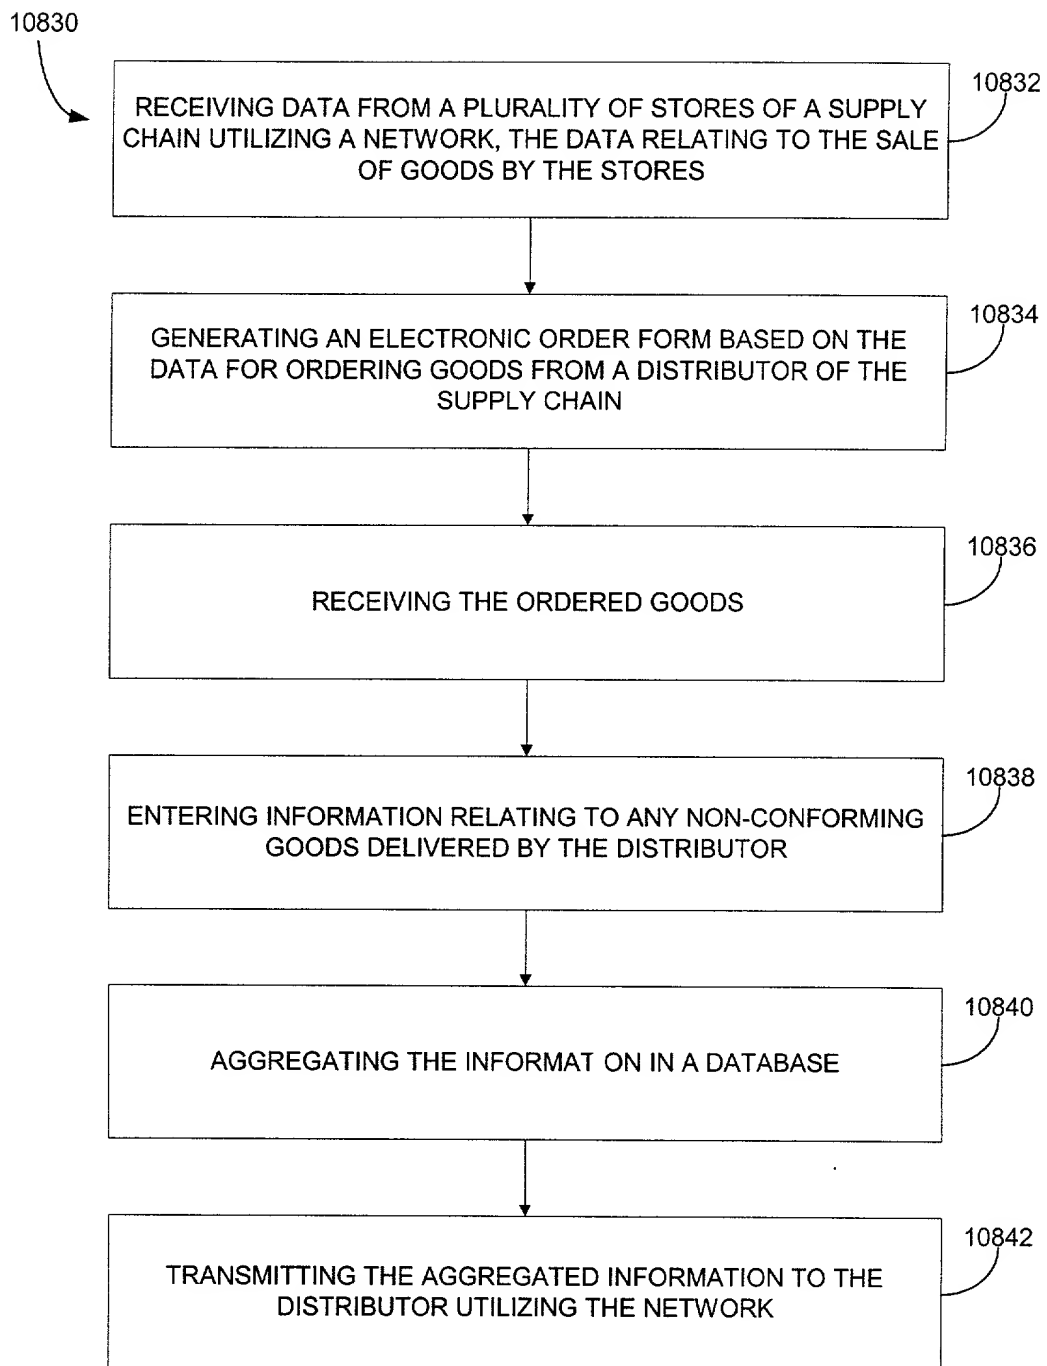 10830
10832
RECEIVING DATA FROM A PLURALITY OF STORES OF A SUPPLY
CHAIN UTILIZING A NETWORK, THE DATA RELATING TO THE SALE
OF GOODS BY THE STORES
10834
GENERATING AN ELECTRONIC ORDER FORM BASED ON THE
DATA FOR ORDERING GOODS FROM A DISTRIBUTOR OF THE
SUPPLY CHAIN
10836
RECEIVING THE ORDERED GOODS
10838
ENTERING INFORMATION RELATING TO ANY NON-CONFORMING
GOODS DELIVERED BY THE DISTRIBUTOR
10840
AGGREGATING THE INFORMAT ON IN A DATABASE
10842
TRANSMITTING THE AGGREGATED INFORMATION TO THE
DISTRIBUTOR UTILIZING THE NETWORK